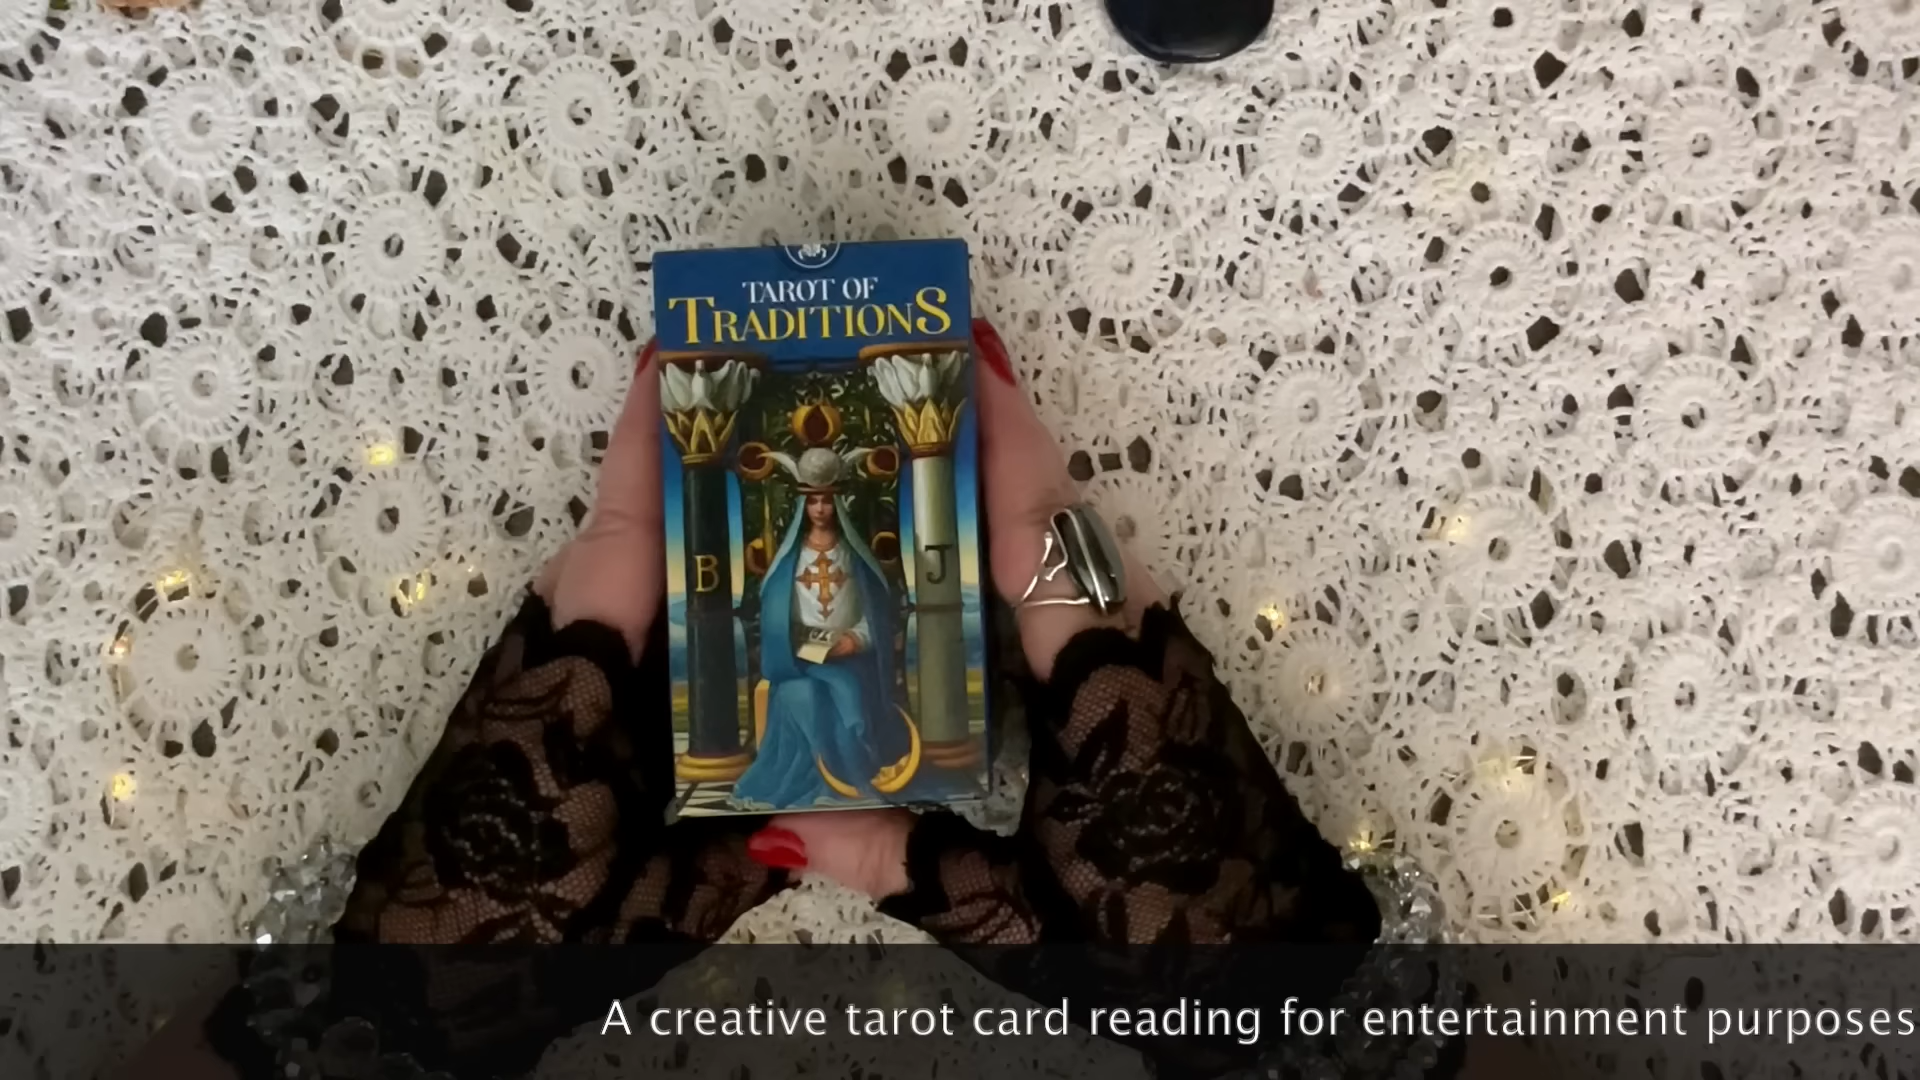 TAROT OF
TRADITIONS
B
J
A creative tarot card reading for entertainment purposes